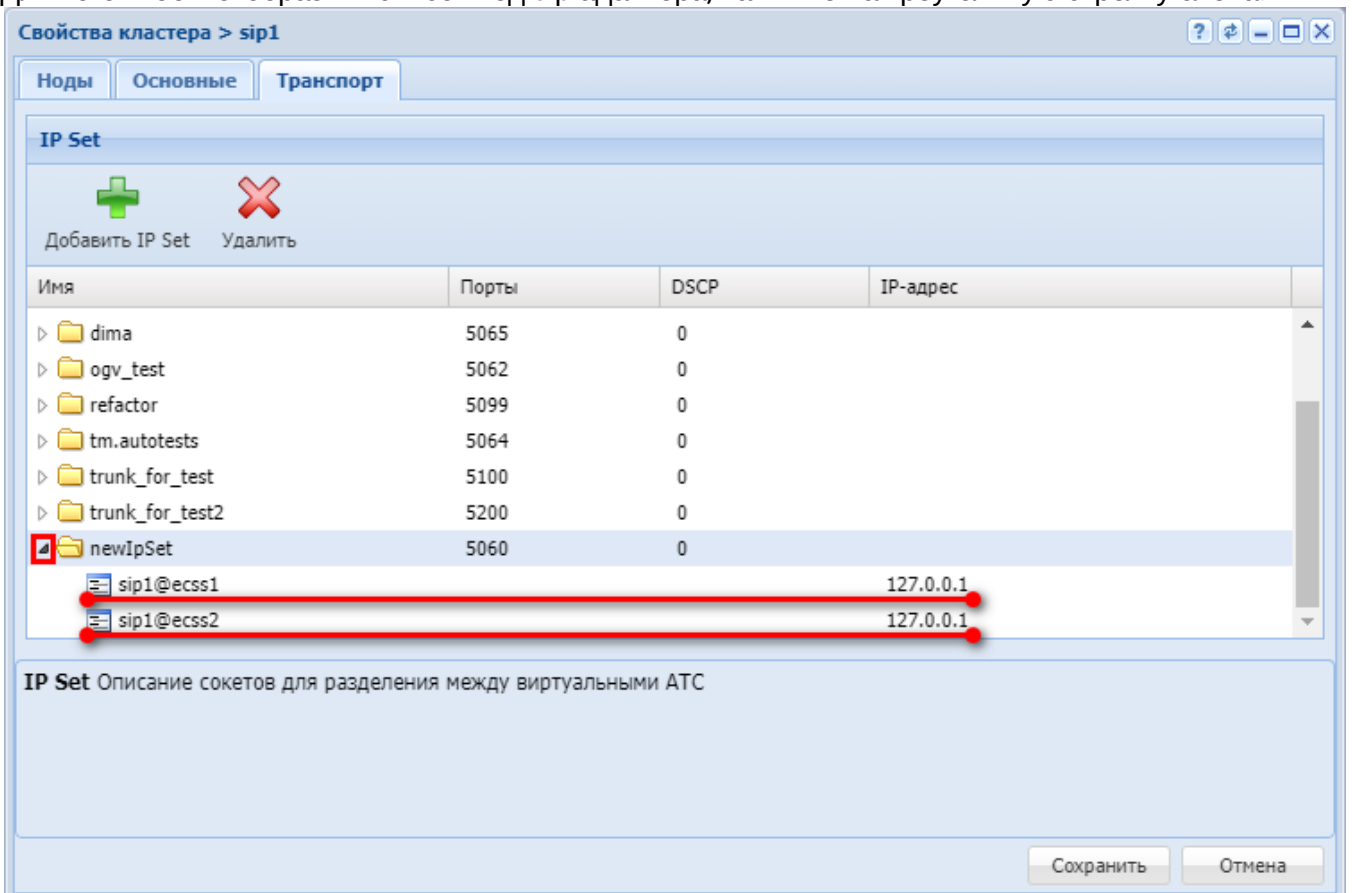 Свойства кластера > sip1
Ноды Основные Транспорт
IP Set
Добавить IP Set Удалить
Имя Порты DSCP IP-адрес
dima 5065 0
ogv_test 5062 0
refactor 5099 0
tm.autotests 5064 0
trunk_for_test 5100 0
trunk_for_test2 5200 0
newIpSet 5060 0
sip1@ecss1 127.0.0.1
sip1@ecss2 127.0.0.1
IP Set Описание сокетов для разделения между виртуальными АТС
Сохранить Отмена